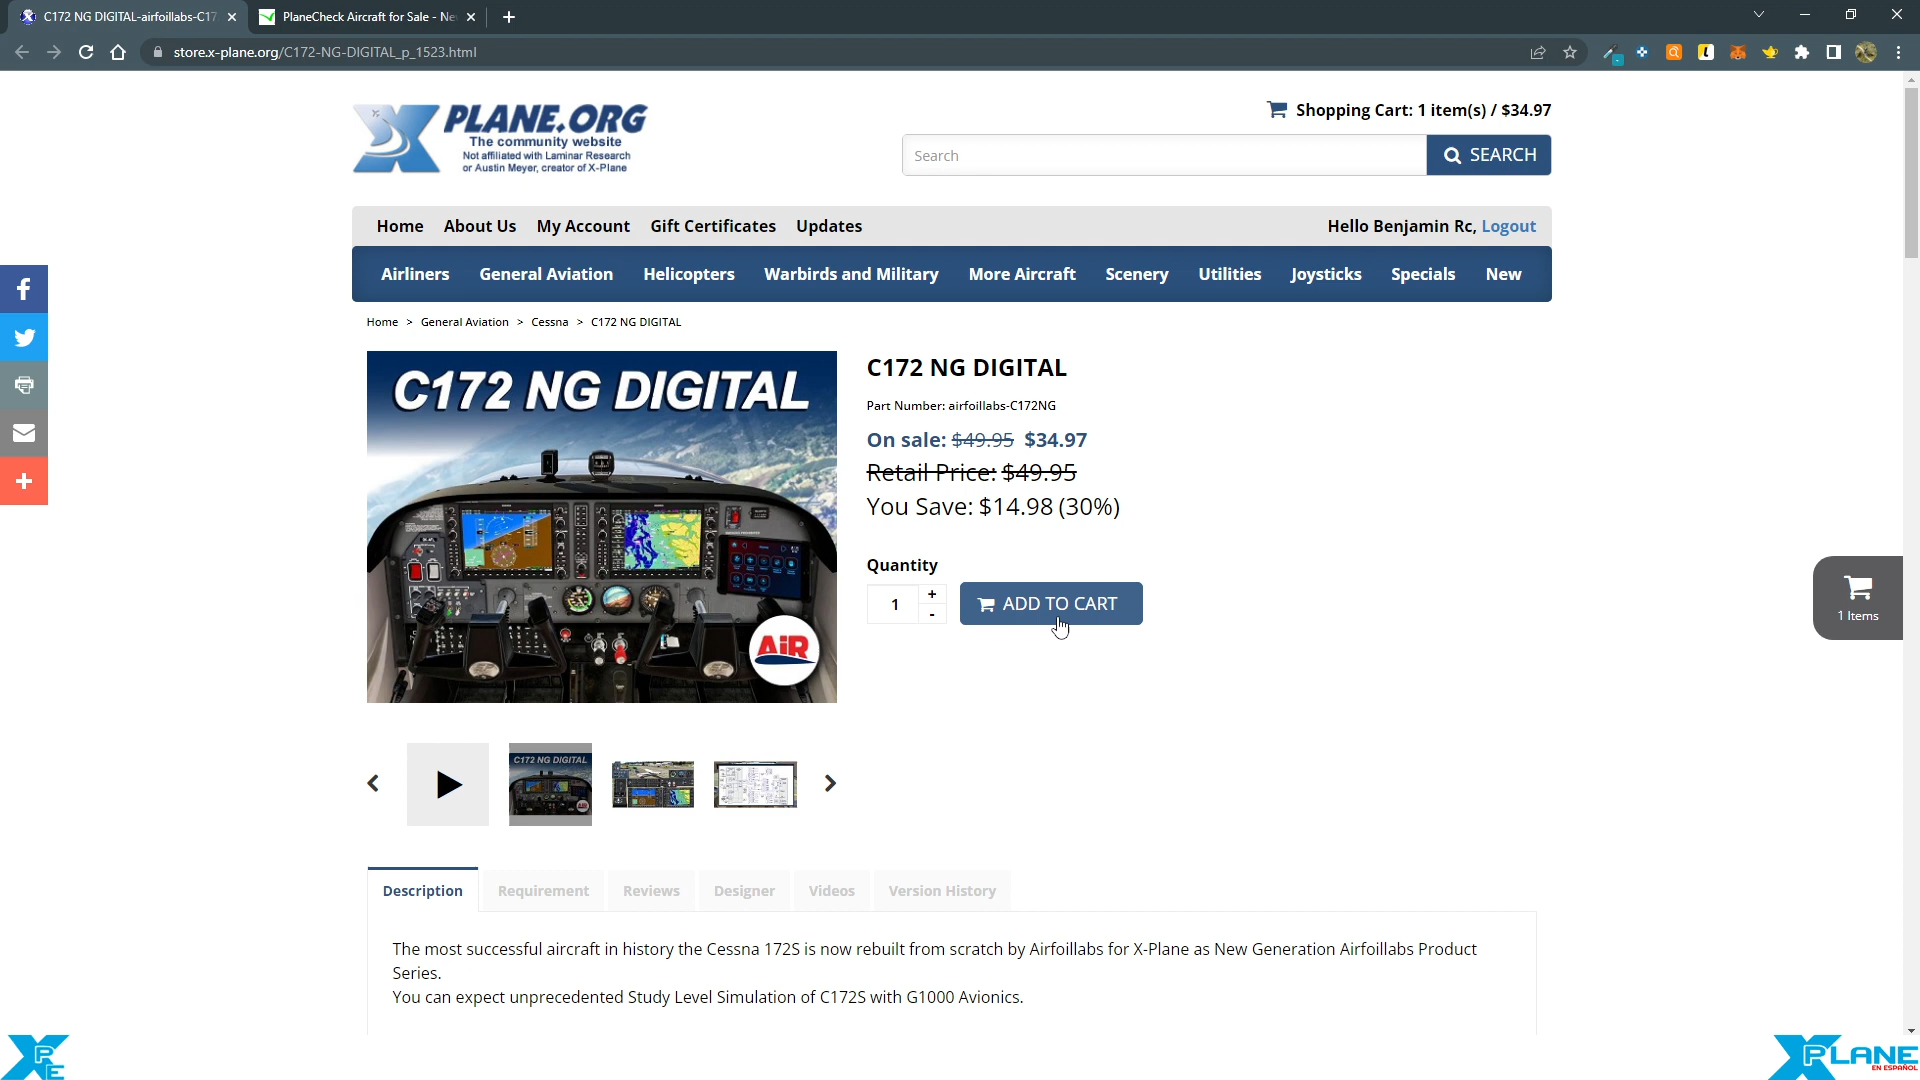 C172 NG DIGITAL-airfoillabs-C17
PlaneCheck Aircraft for Sale - Ne
store.x-plane.org/C172-NG-DIGITAL_p_1523.html
PLANE.ORG
The community website
Not affiliated with Laminar Research
or Austin Meyer, creator of X-Plane
Shopping Cart: 1 item(s) / $34.97
Search
SEARCH
Home About Us My Account Gift Certificates Updates
Hello Benjamin Rc, Logout
Airliners General Aviation Helicopters Warbirds and Military More Aircraft Scenery Utilities Joysticks Specials New
Home > General Aviation > Cessna > C172 NG DIGITAL
C172 NG DIGITAL
AiR
C172 NG DIGITAL
Part Number: airfoillabs-C172NG
On sale: $49.95 $34.97
Retail Price: $49.95
You Save: $14.98 (30%)
Quantity
1
+
-
ADD TO CART
1 Items
C172 NG DIGITAL
Description Requirement Reviews Designer Videos Version History
The most successful aircraft in history the Cessna 172S is now rebuilt from scratch by Airfoillabs for X-Plane as New Generation Airfoillabs Product
Series.
You can expect unprecedented Study Level Simulation of C172S with G1000 Avionics.
XPE
XPLANE
EN ESPAÑOL